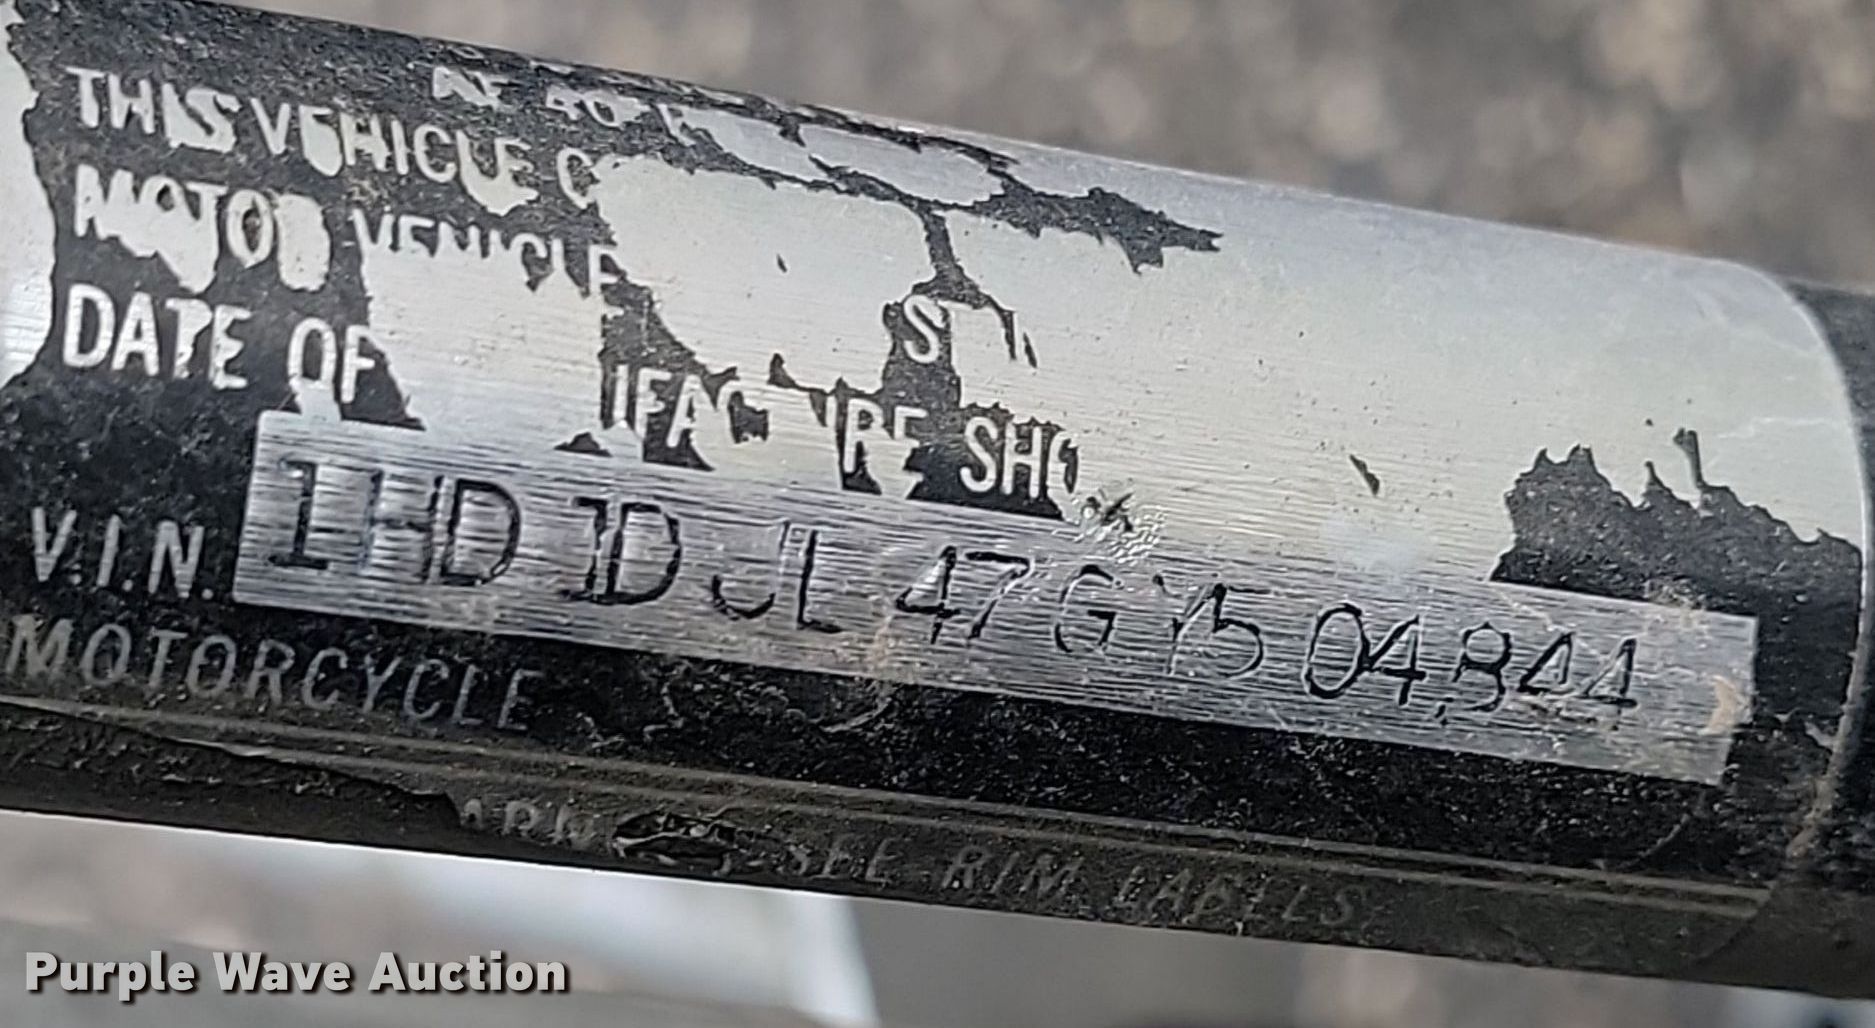 THIS VEHICLE
MOTOR VEHICLE
DATE OF
V.I.N. 1HD1DJL47GY504844
MOTORCYCLE
SEE RIM LABELS
Purple Wave Auction